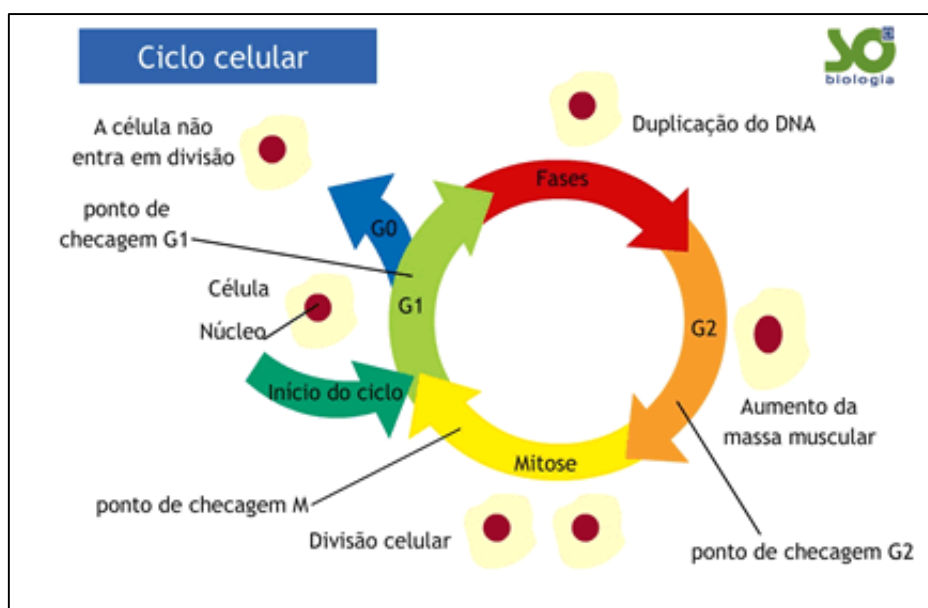 Ciclo celular
SÓ
biologia
A célula não
entra em divisão
Duplicação do DNA
Fases
ponto de
checagem G1
G0
Célula
Núcleo
G1
G2
Início do ciclo
Aumento da
massa muscular
Mitose
ponto de checagem M
Divisão celular
ponto de checagem G2